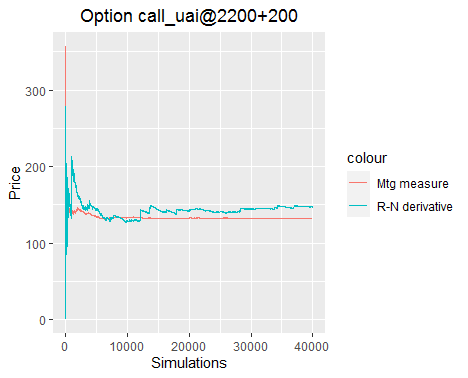 Option call_uai@2200+200
Price
300
200
100
0
0 10000 20000 30000 40000
Simulations
colour
Mtg measure
R-N derivative